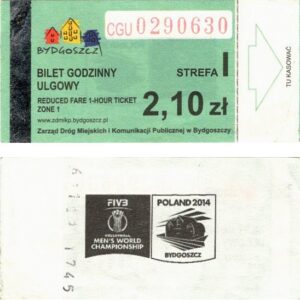 CGU 0290630
BYDGOSZCZ
BILET GODZINNY
ULGOWY
STREFA I
REDUCED FARE 1-HOUR TICKET
ZONE 1
2,10 zł
www.zdmikp.bydgoszcz.pl
Zarząd Dróg Miejskich i Komunikacji Publicznej w Bydgoszczy
TU KASOWAĆ
FIVB
POLAND 2014
VOLLEYBALL
MEN'S WORLD
CHAMPIONSHIP
BYDGOSZCZ